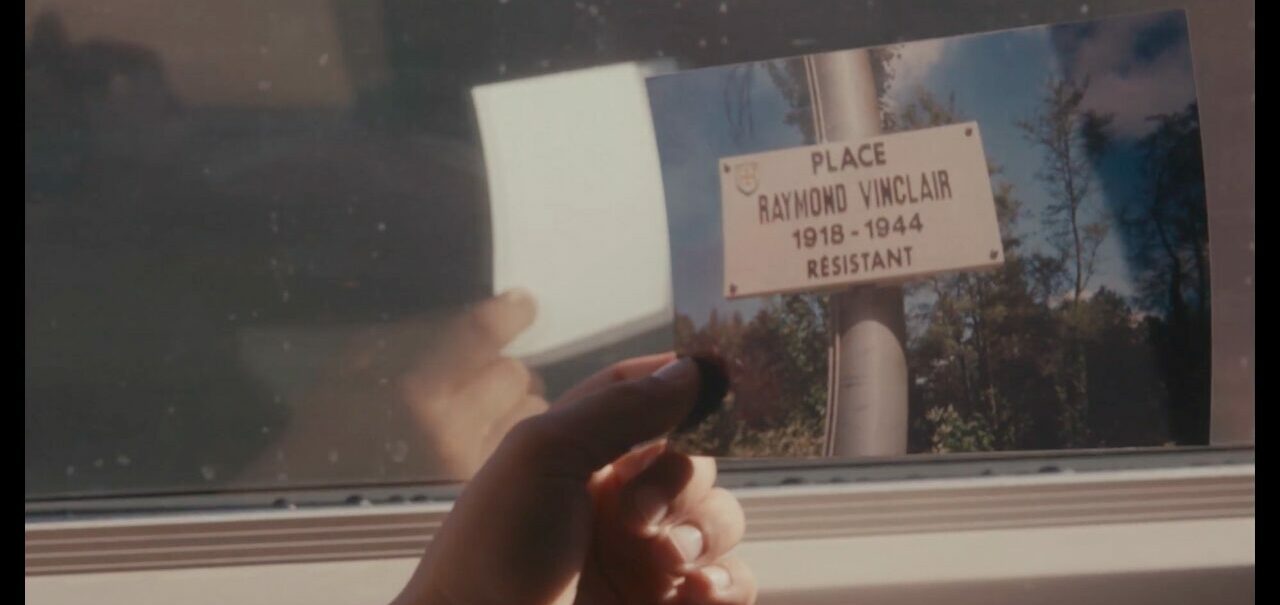 PLACE
RAYMOND VINCLAIR
1918 - 1944
RÉSISTANT